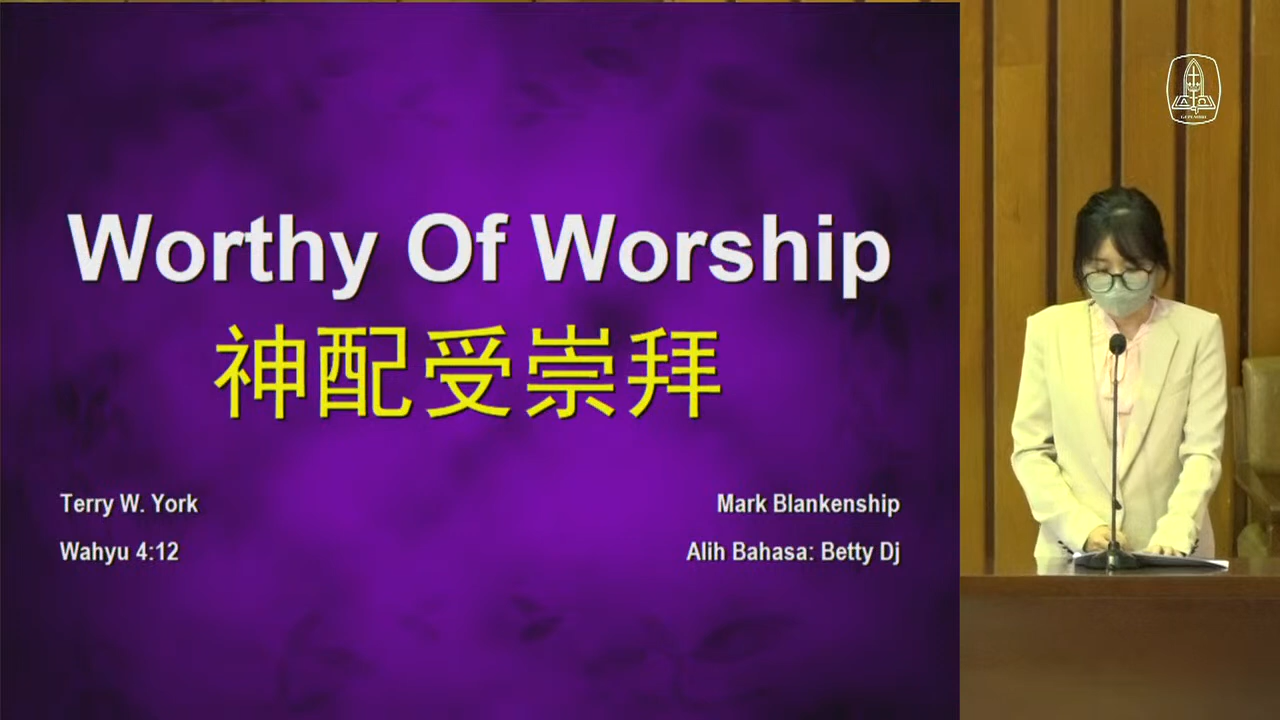 Worthy Of Worship
神配受崇拜
Terry W. York
Mark Blankenship
Wahyu 4:12
Alih Bahasa: Betty Dj